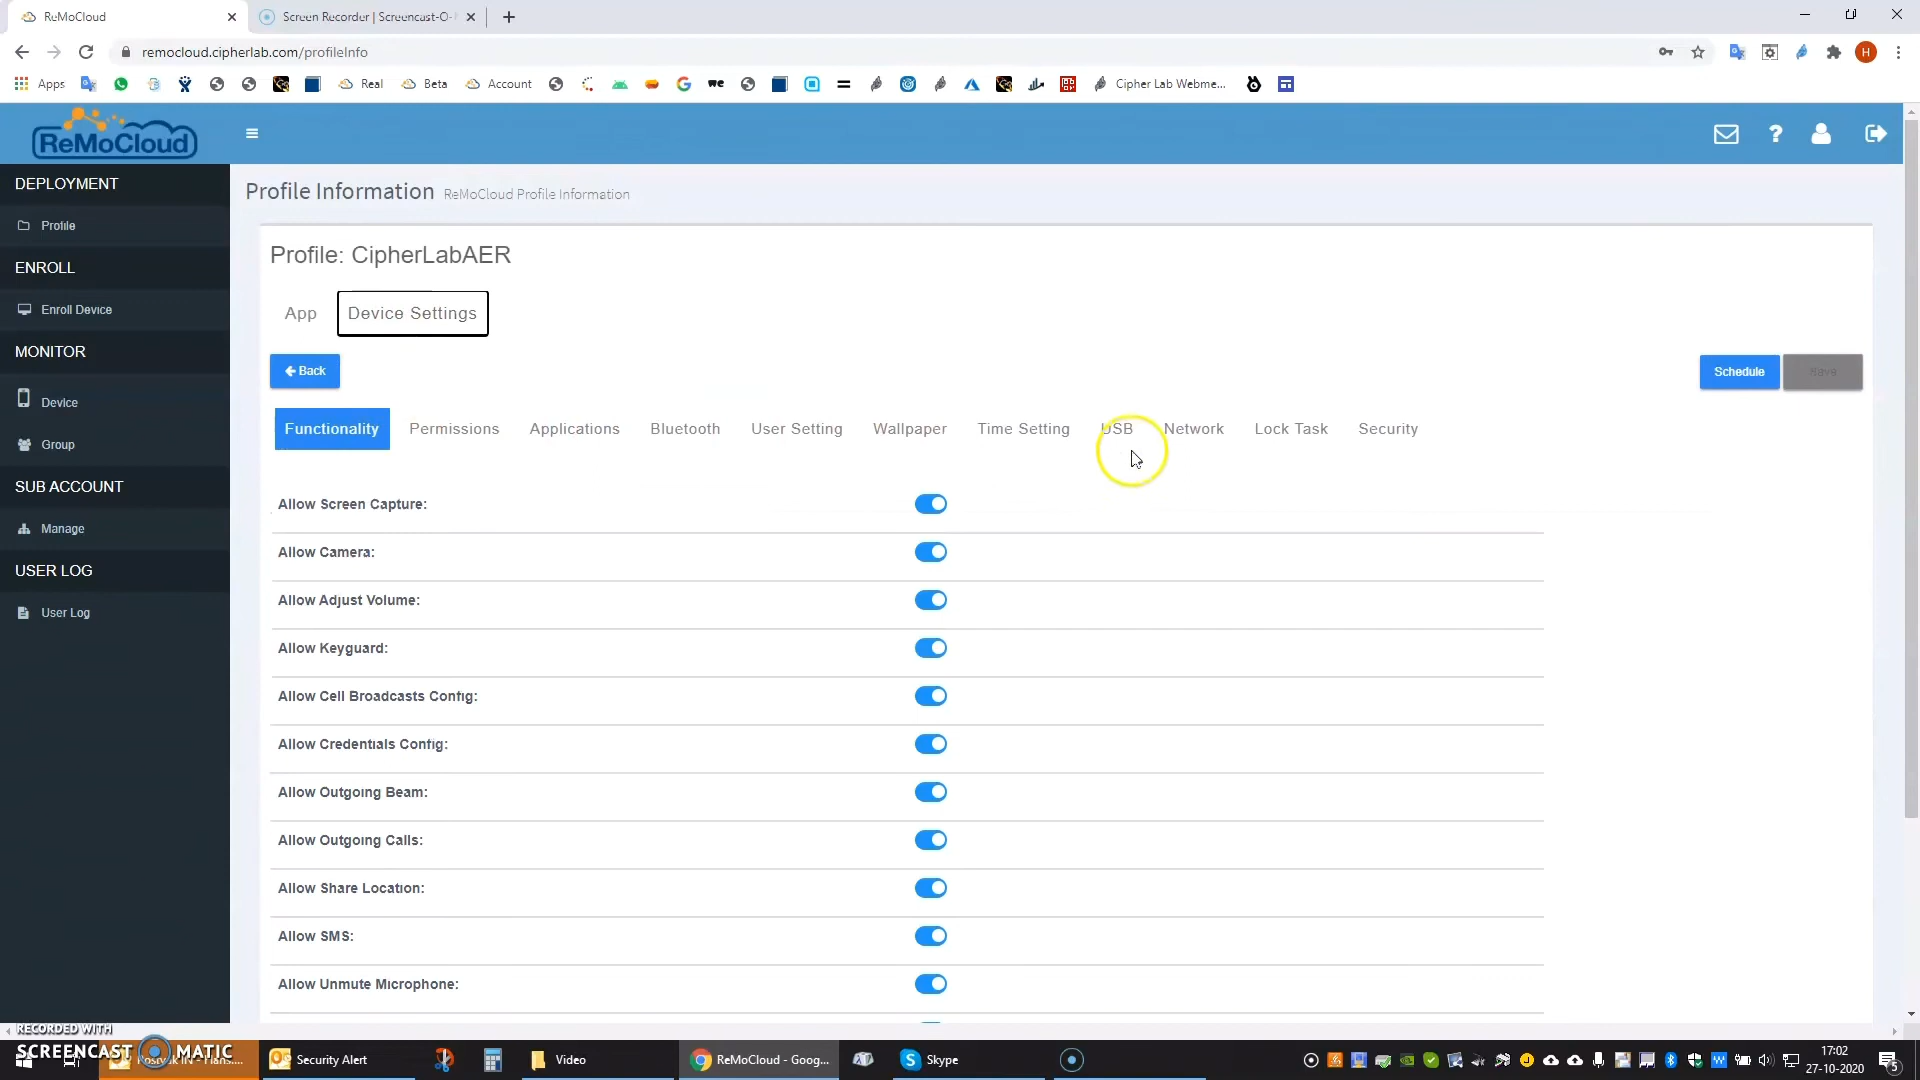 ReMoCloud
Screen Recorder | Screencast-O-
remocloud.cipherlab.com/profileInfo
H
Apps
Real
Beta
Account
we
Cipher Lab Webme...
ReMoCloud
DEPLOYMENT
Profile
ENROLL
Enroll Device
MONITOR
Device
Group
SUB ACCOUNT
Manage
USER LOG
User Log
Profile Information ReMoCloud Profile Information
Profile: CipherLabAER
App Device Settings
Back
Schedule Save
Functionality Permissions Applications Bluetooth User Setting Wallpaper Time Setting USB Network Lock Task Security
Allow Screen Capture:
Allow Camera:
Allow Adjust Volume:
Allow Keyguard:
Allow Cell Broadcasts Config:
Allow Credentials Config:
Allow Outgoing Beam:
Allow Outgoing Calls:
Allow Share Location:
Allow SMS:
Allow Unmute Microphone:
RECORDED WITH
SCREENCAST MATIC
Security Alert
Video
ReMoCloud - Goog...
Skype
17:02
27-10-2020
5